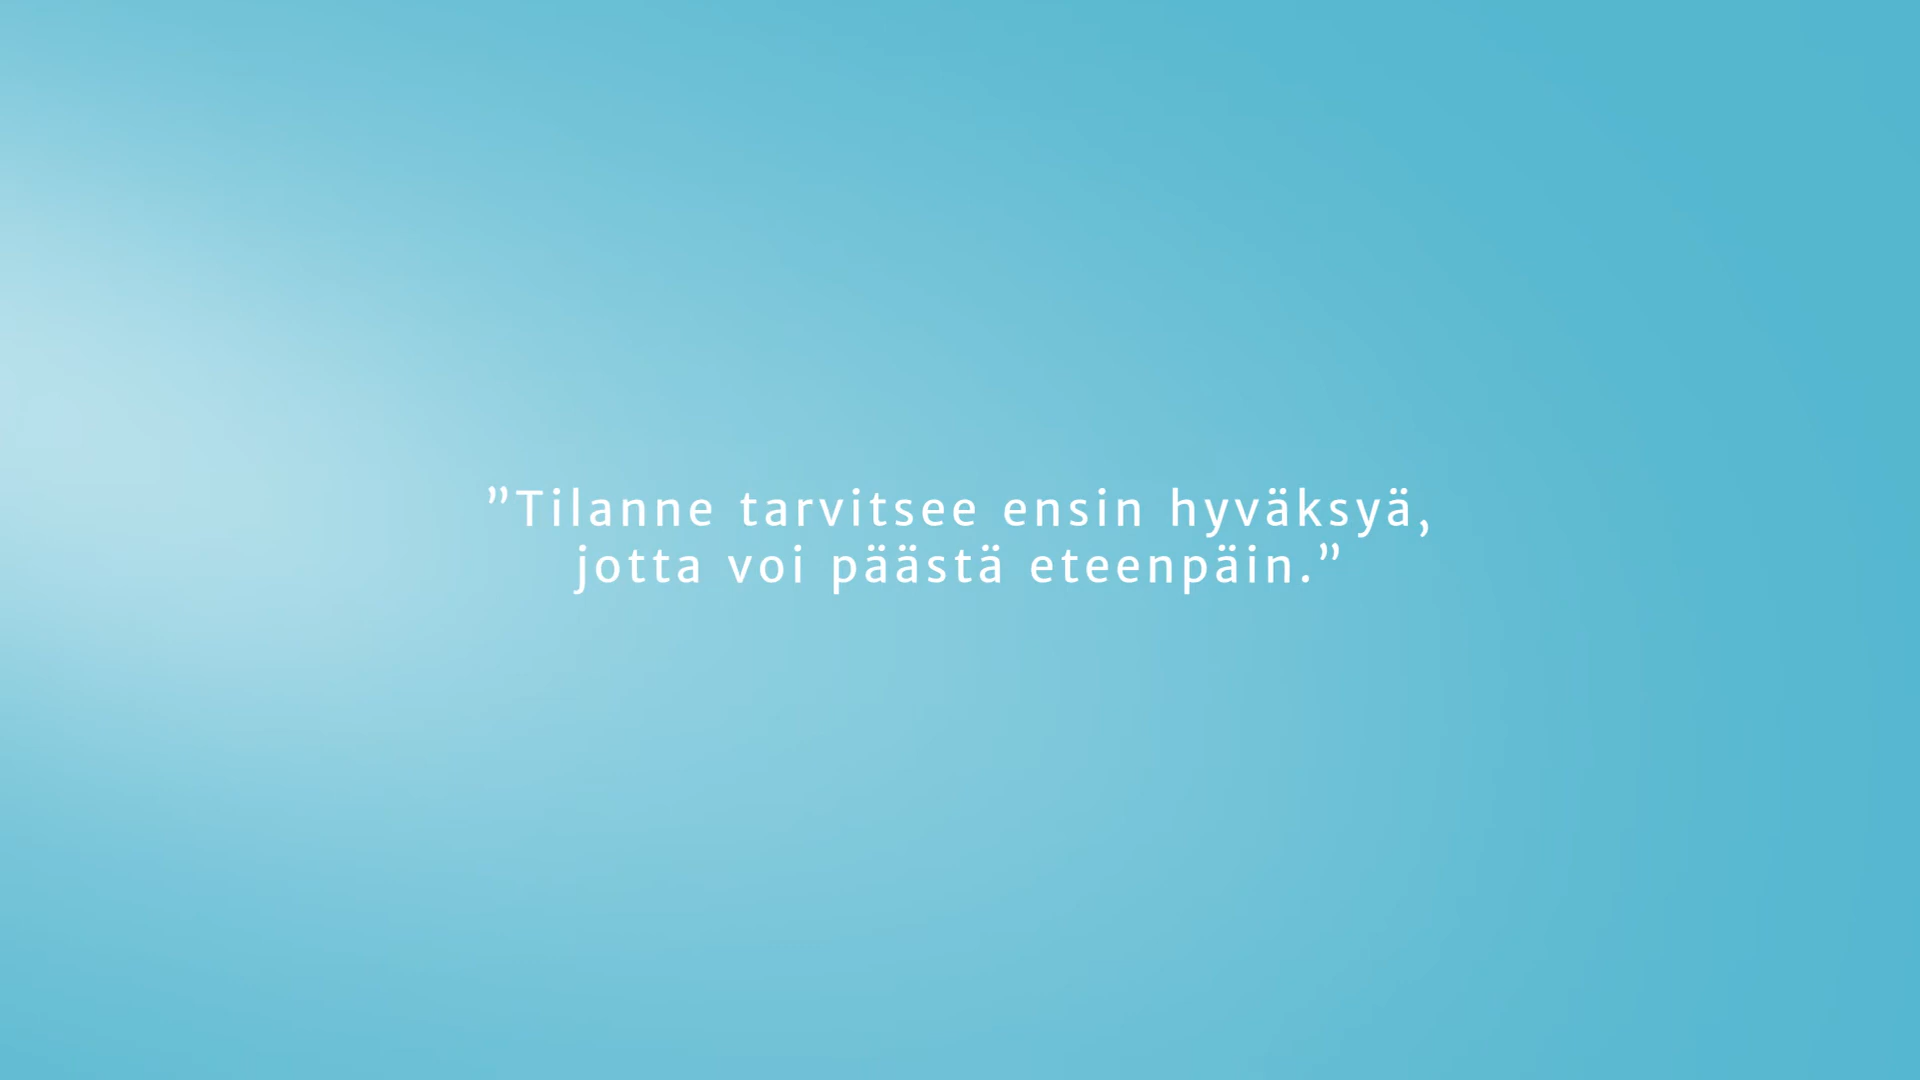 ”Tilanne tarvitsee ensin hyväksyä,
jotta voi päästä eteenpäin.”